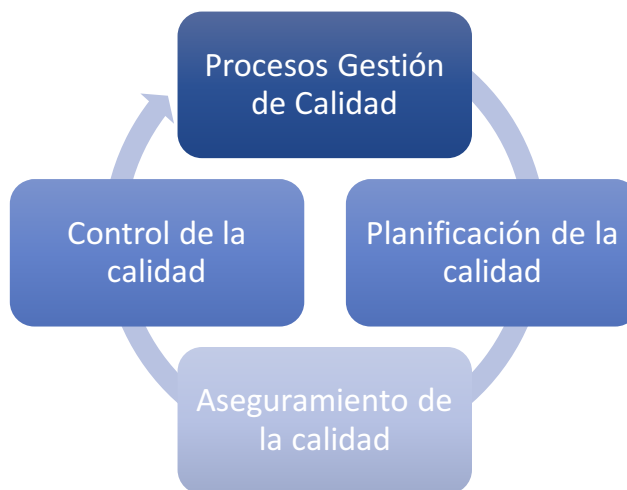 Procesos Gestión
de Calidad
Control de la
calidad
Planificación de la
calidad
Aseguramiento de
la calidad